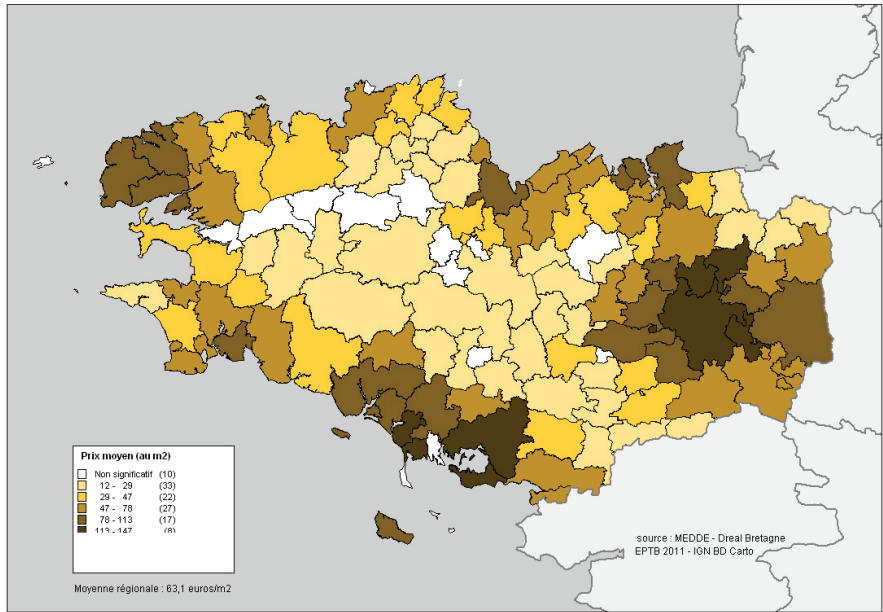 Prix moyen (au m2)
Non significatif (10)
12 - 29 (33)
29 - 47 (22)
47 - 78 (27)
78 - 113 (17)
113 - 147 (8)
Moyenne régionale : 63,1 euros/m2
source : MEDDE - Dreal Bretagne
EPTB 2011 - IGN BD Carto